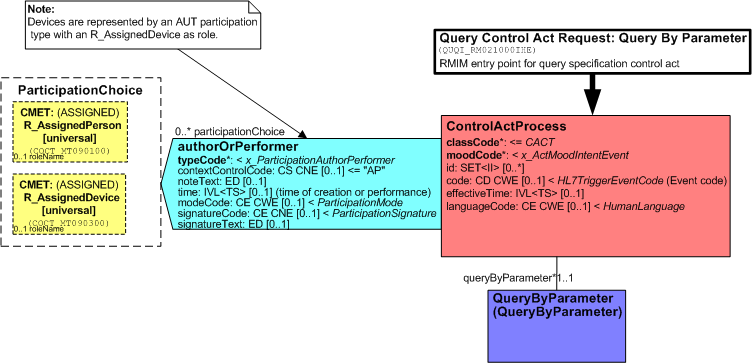 Note:
Devices are represented by an AUT participation
type with an R_AssignedDevice as role.
Query Control Act Request: Query By Parameter
(QUQI_RM021000IHE)
RMIM entry point for query specification control act
ParticipationChoice
CMET: (ASSIGNED)
R_AssignedPerson
[universal]
(COCT_MT090100)
0..1 roleName
CMET: (ASSIGNED)
R_AssignedDevice
[universal]
(COCT_MT090300)
0..1 roleName
0..* participationChoice
authorOrPerformer
typeCode*: < x_ParticipationAuthorPerformer
contextControlCode: CS CNE [0..1] <= "AP"
noteText: ED [0..1]
time: IVL<TS> [0..1] (time of creation or performance)
modeCode: CE CWE [0..1] < ParticipationMode
signatureCode: CE CNE [0..1] < ParticipationSignature
signatureText: ED [0..1]
ControlActProcess
classCode*: <= CACT
moodCode*: < x_ActMoodIntentEvent
id: SET<II> [0..*]
code: CD CWE [0..1] < HL7TriggerEventCode (Event code)
effectiveTime: IVL<TS> [0..1]
languageCode: CE CWE [0..1] < HumanLanguage
queryByParameter*1..1
QueryByParameter
(QueryByParameter)